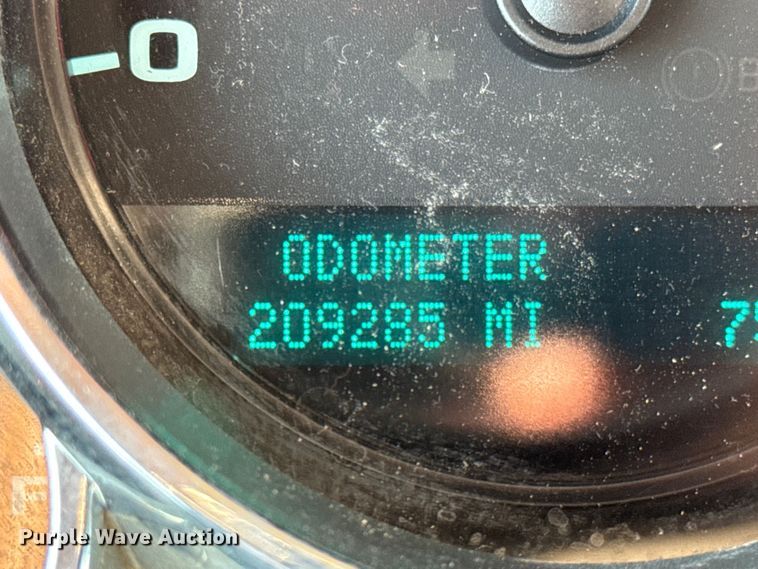 0
ODOMETER
209285 MI
Purple Wave Auction